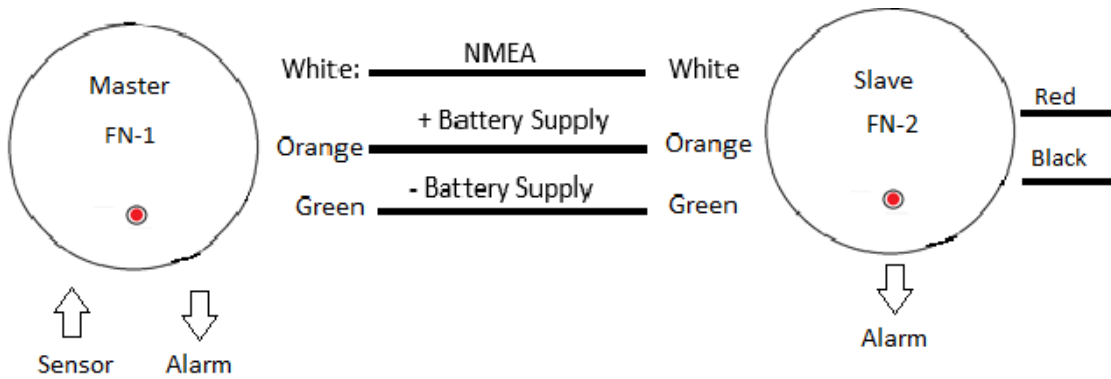 Master
FN-1
Sensor
Alarm
White:
NMEA
White
Orange
+ Battery Supply
Orange
Green
- Battery Supply
Green
Slave
FN-2
Alarm
Red
Black